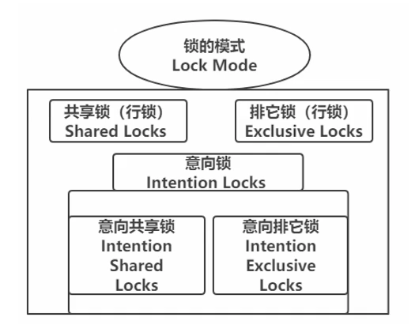 锁的模式
Lock Mode
共享锁（行锁）
Shared Locks
排它锁（行锁）
Exclusive Locks
意向锁
Intention Locks
意向共享锁
Intention
Shared
Locks
意向排它锁
Intention
Exclusive
Locks